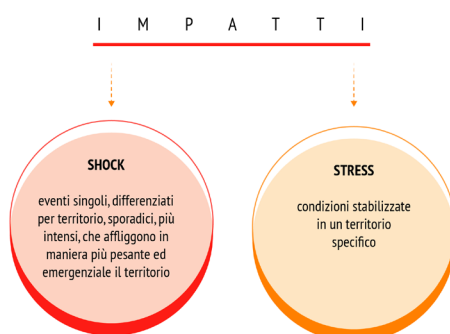 I M P A T T I
SHOCK
eventi singoli, differenziati
per territorio, sporadici, più
intensi, che affliggono in
maniera più pesante ed
emergenziale il territorio
STRESS
condizioni stabilizzate
in un territorio
specifico